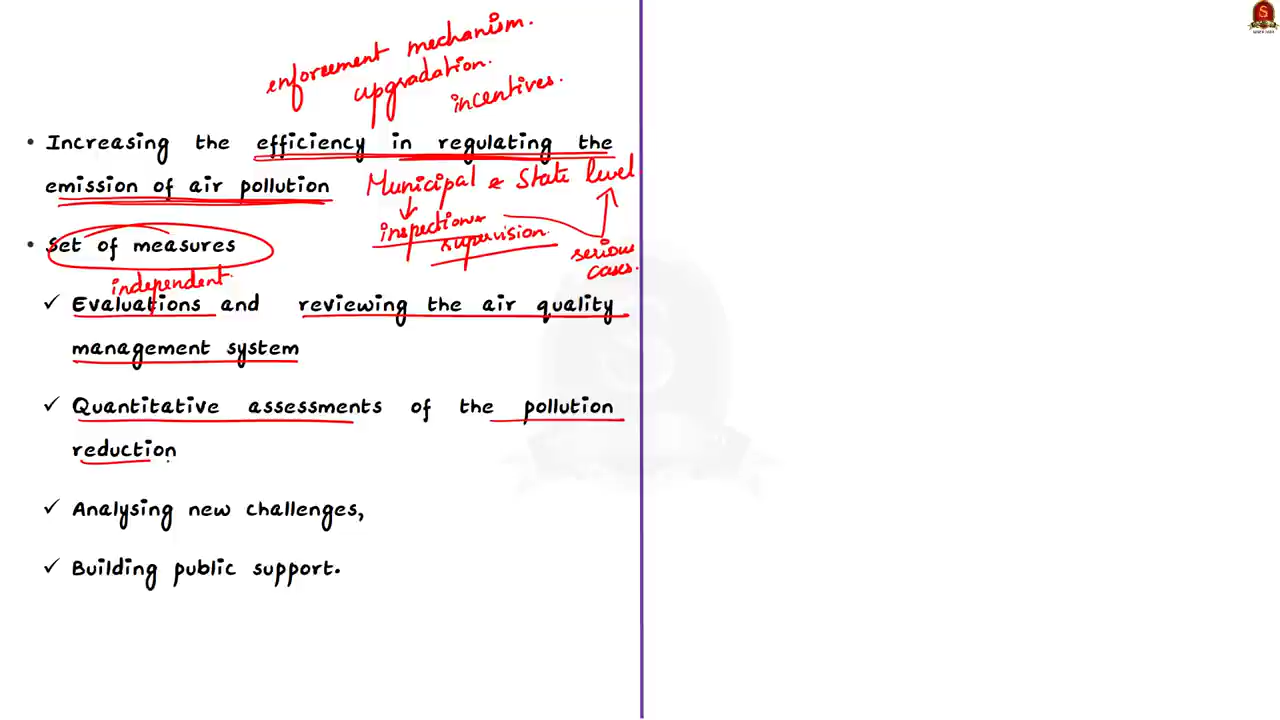 enforcement mechanism.
upgradation.
incentives.
• Increasing the efficiency in regulating the
emission of air pollution
Municipal & State level
inspection &
supervision.
serious
cases.
• Set of measures
independent.
✓ Evaluations and reviewing the air quality
management system
✓ Quantitative assessments of the pollution
reduction
✓ Analysing new challenges,
✓ Building public support.